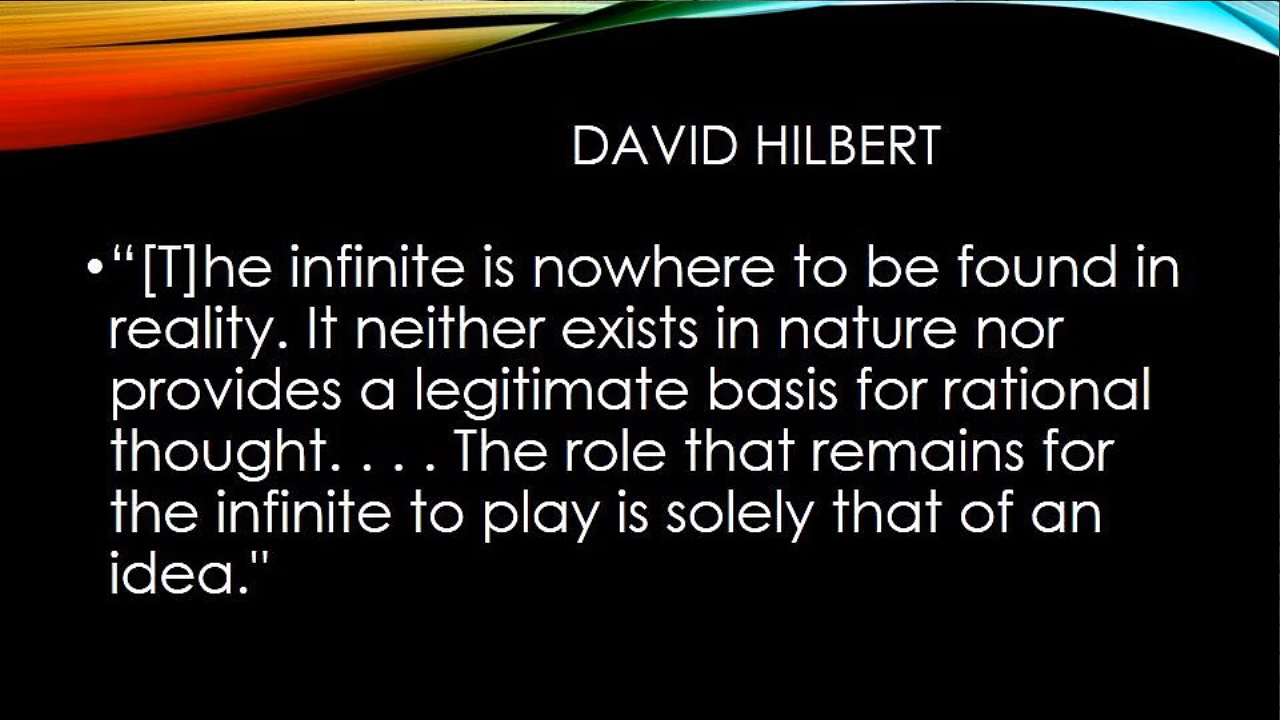 DAVID HILBERT
•“[T]he infinite is nowhere to be found in
reality. It neither exists in nature nor
provides a legitimate basis for rational
thought. . . . The role that remains for
the infinite to play is solely that of an
idea."